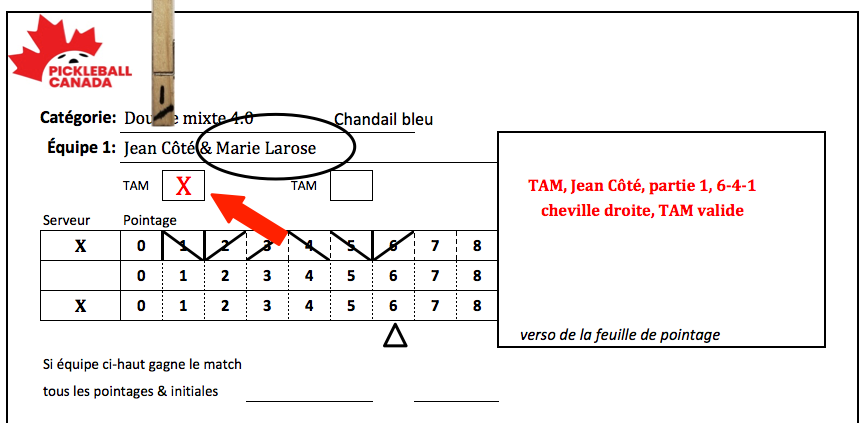 PICKLEBALL
CANADA
Catégorie: Double mixte 4.0 Chandail bleu
Équipe 1: Jean Côté & Marie Larose
TAM X TAM
TAM, Jean Côté, partie 1, 6-4-1
cheville droite, TAM valide
Serveur Pointage
X 0 1 2 3 4 5 6 7 8
0 1 2 3 4 5 6 7 8
X 0 1 2 3 4 5 6 7 8
verso de la feuille de pointage
Si équipe ci-haut gagne le match
tous les pointages & initiales